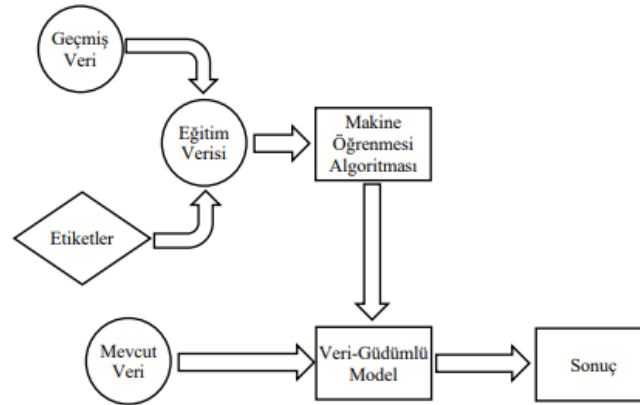 Geçmiş
Veri
Eğitim
Verisi
Makine
Öğrenmesi
Algoritması
Etiketler
Mevcut
Veri
Veri-Güdümlü
Model
Sonuç